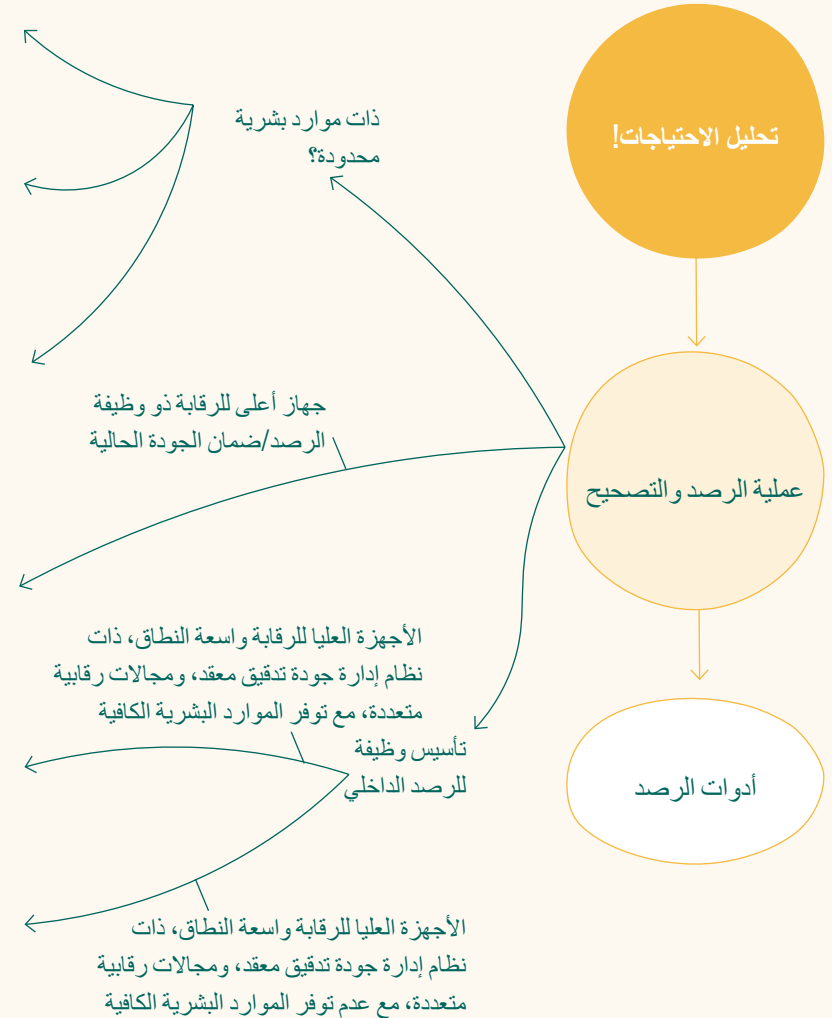 تحليل الاحتياجات!
عملية الرصد والتصحيح
أدوات الرصد
ذات موارد بشرية
محدودة؟
جهاز أعلى للرقابة ذو وظيفة
الرصد/ضمان الجودة الحالية
الأجهزة العليا للرقابة واسعة النطاق، ذات
نظام إدارة جودة تدقيق معقد، ومجالات رقابية
متعددة، مع توفر الموارد البشرية الكافية
تأسيس وظيفة
للرصد الداخلي
الأجهزة العليا للرقابة واسعة النطاق، ذات
نظام إدارة جودة تدقيق معقد، ومجالات رقابية
متعددة، مع عدم توفر الموارد البشرية الكافية